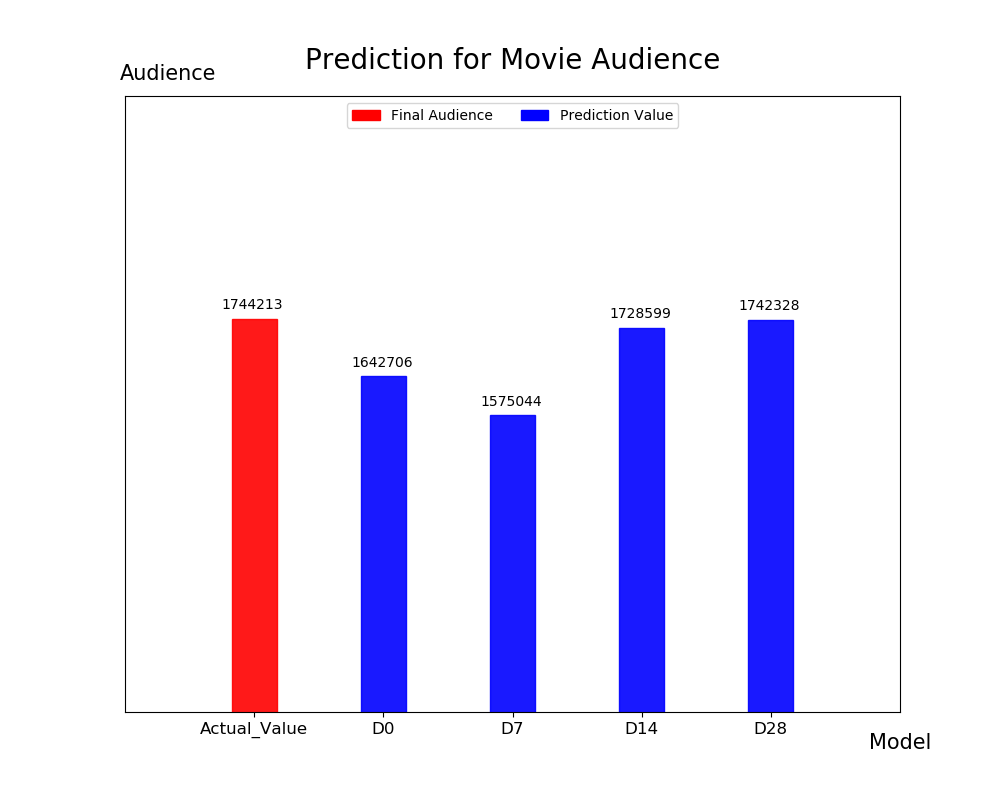 Prediction for Movie Audience
Audience
Final Audience
Prediction Value
1744213
1642706
1575044
1728599
1742328
Actual_Value
D0
D7
D14
D28
Model